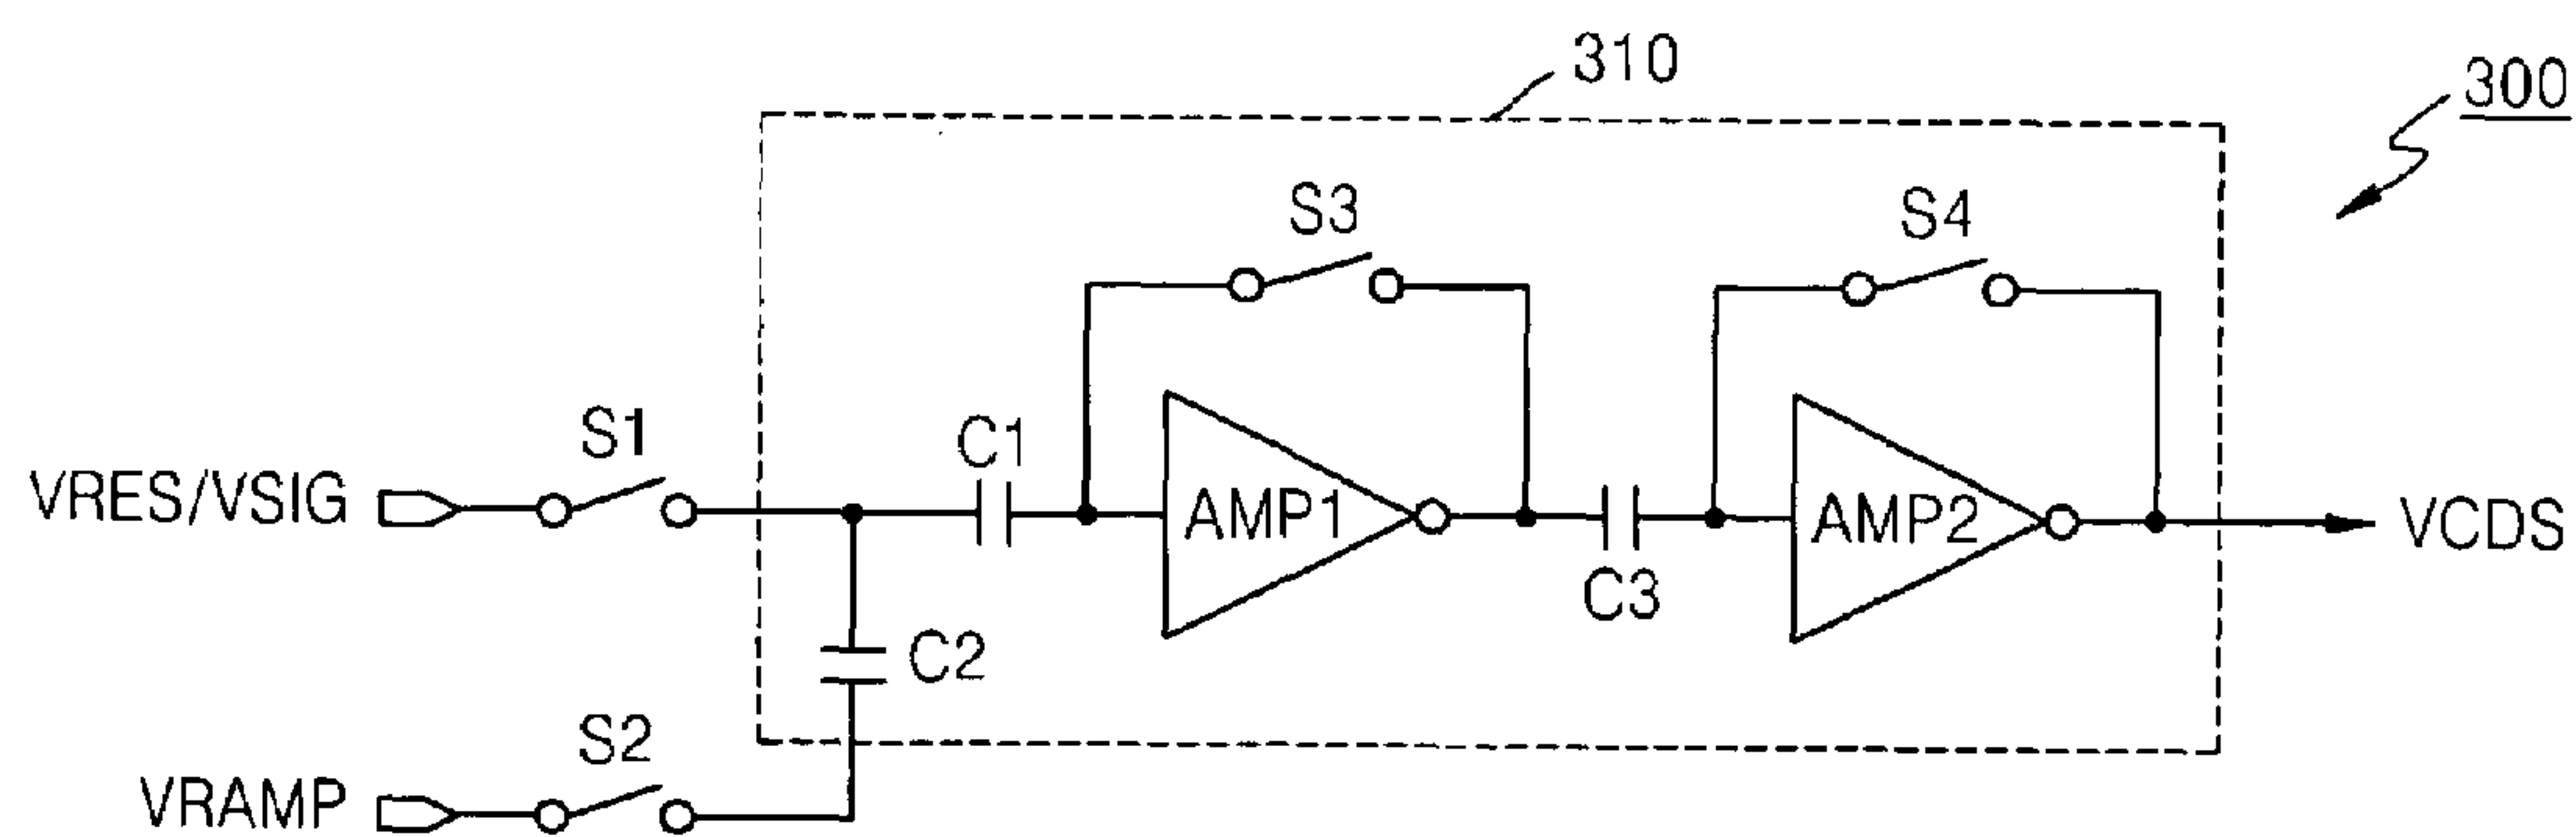 310
300
S3
S4
S1
C1
VRES/VSIG
AMP1
AMP2
VCDS
C3
C2
S2
VRAMP